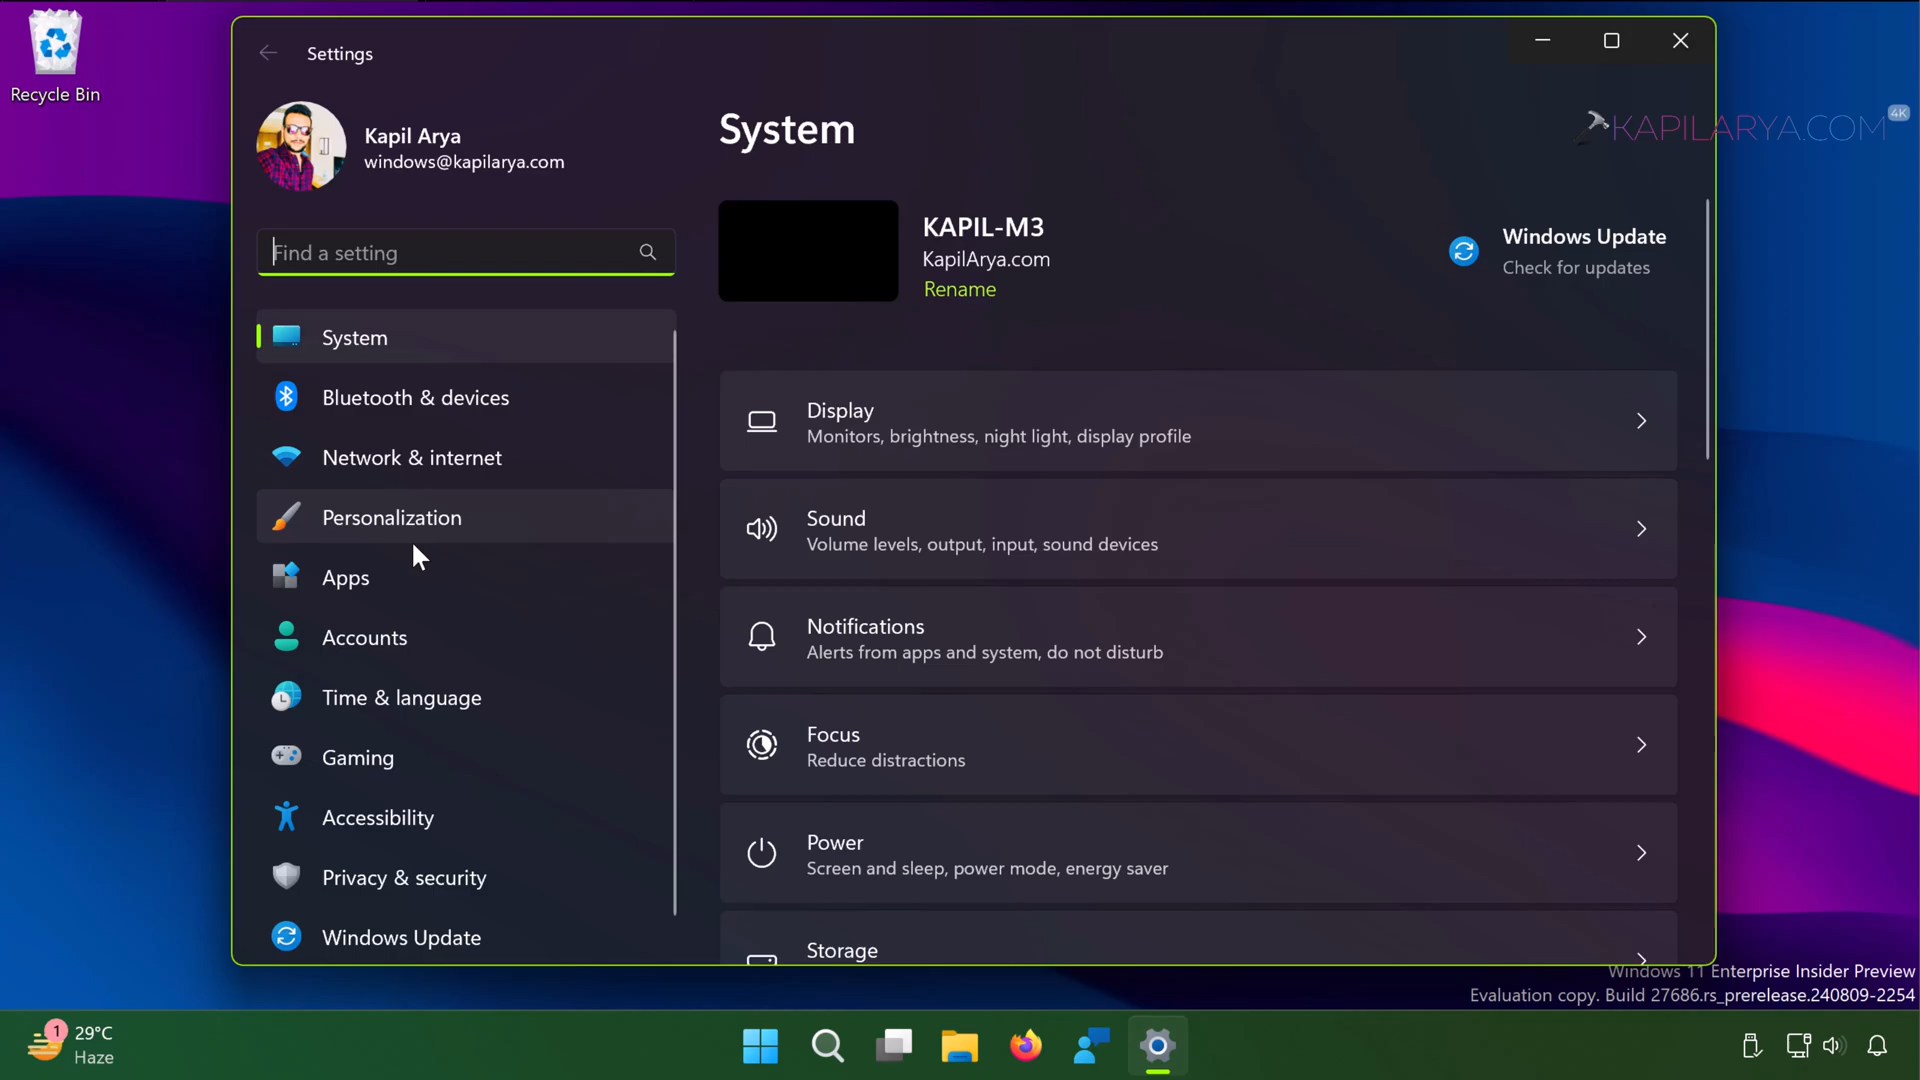 Recycle Bin
Settings
Kapil Arya
windows@kapilarya.com
Find a setting
System
Bluetooth & devices
Network & internet
Personalization
Apps
Accounts
Time & language
Gaming
Accessibility
Privacy & security
Windows Update
System
KAPIL-M3
KapilArya.com
Rename
Windows Update
Check for updates
KAPILARYA.COM
4K
Display
Monitors, brightness, night light, display profile
Sound
Volume levels, output, input, sound devices
Notifications
Alerts from apps and system, do not disturb
Focus
Reduce distractions
Power
Screen and sleep, power mode, energy saver
Storage
Windows 11 Enterprise Insider Preview
Evaluation copy. Build 27686.rs_prerelease.240809-2254
1
29°C
Haze